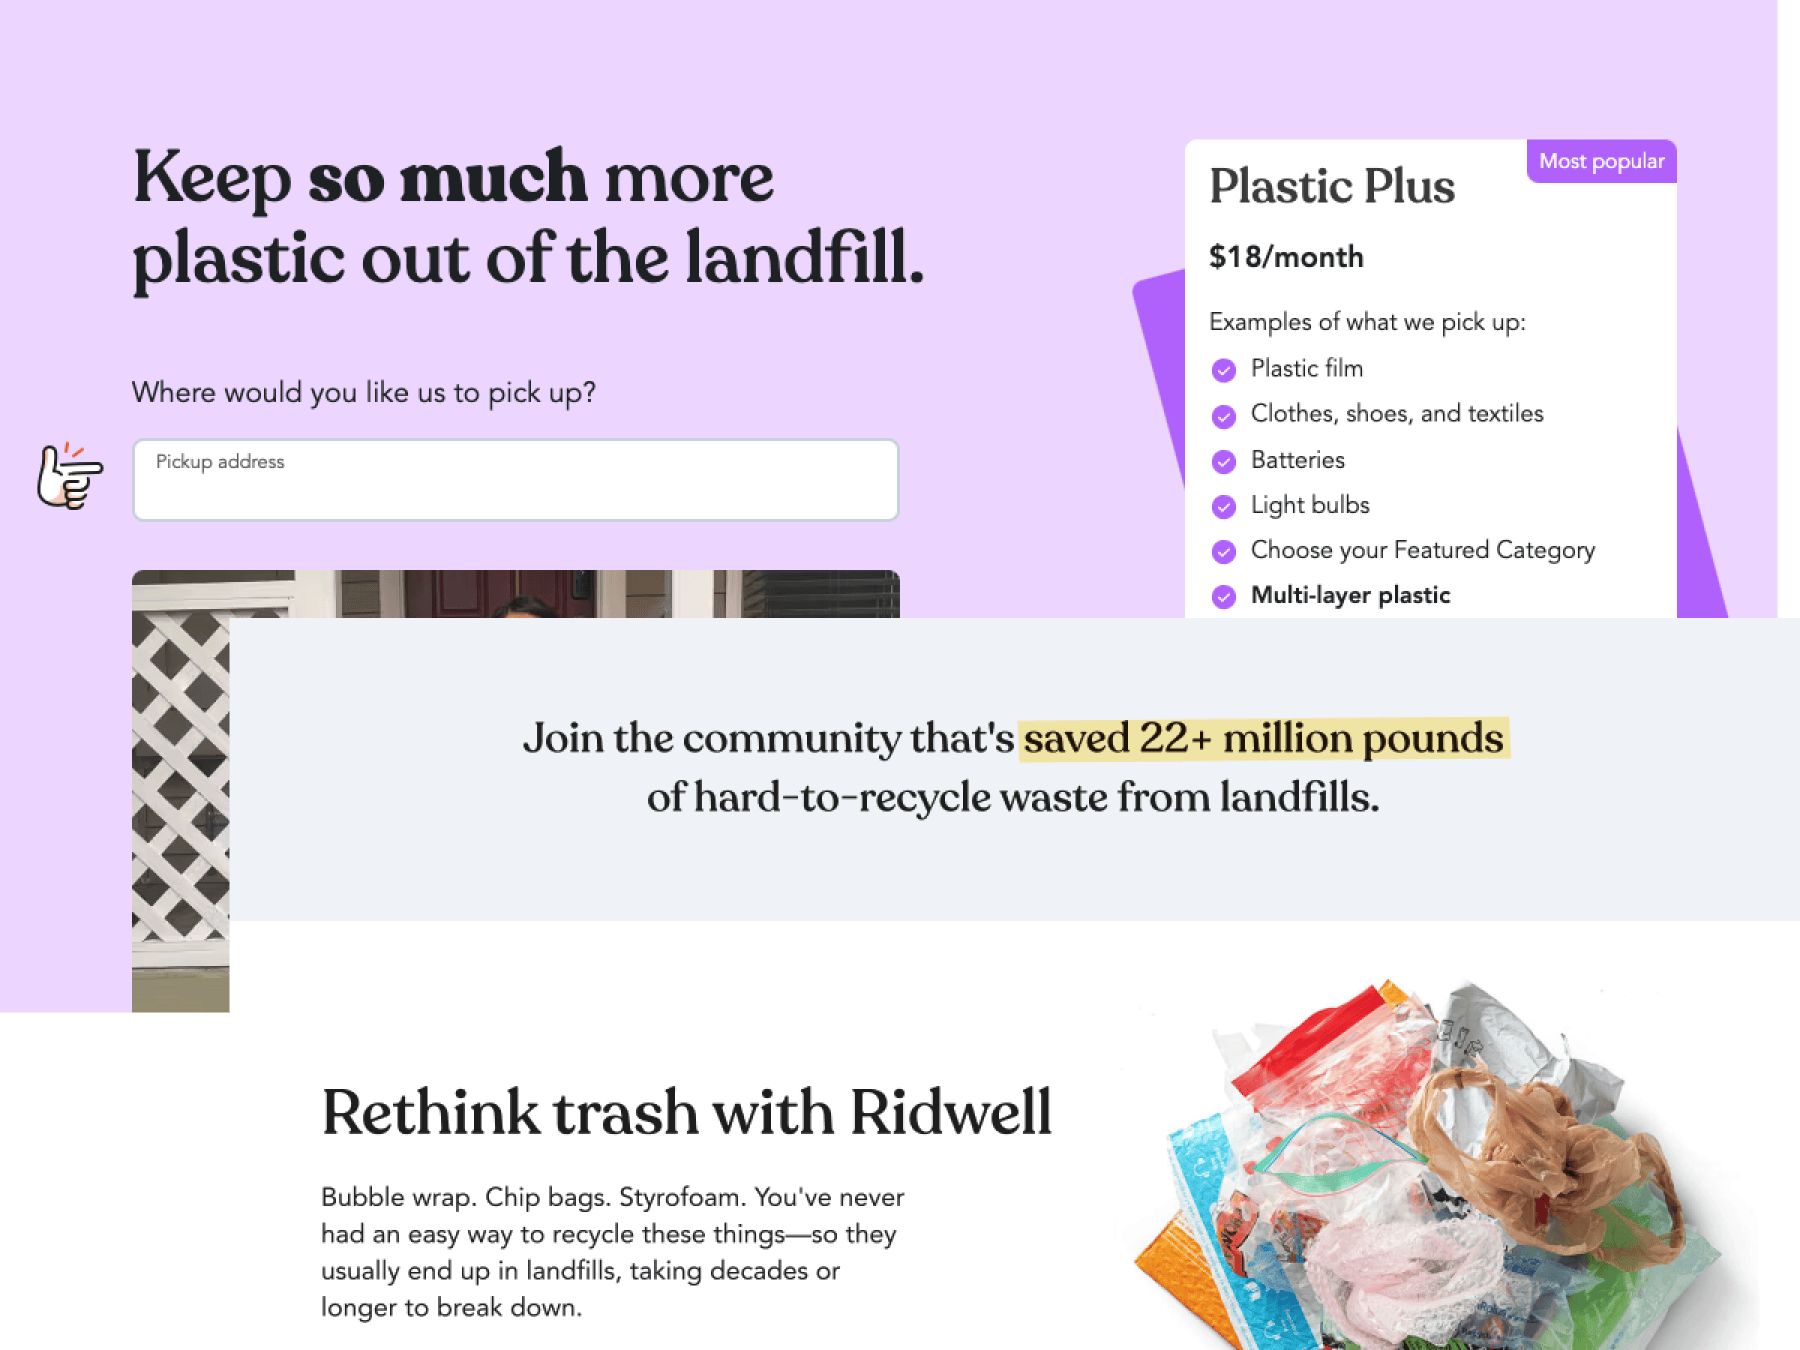 Keep so much more
plastic out of the landfill.
Where would you like us to pick up?
Pickup address
Most popular
Plastic Plus
$18/month
Examples of what we pick up:
Plastic film
Clothes, shoes, and textiles
Batteries
Light bulbs
Choose your Featured Category
Multi-layer plastic
Join the community that's saved 22+ million pounds
of hard-to-recycle waste from landfills.
Rethink trash with Ridwell
Bubble wrap. Chip bags. Styrofoam. You've never
had an easy way to recycle these things—so they
usually end up in landfills, taking decades or
longer to break down.